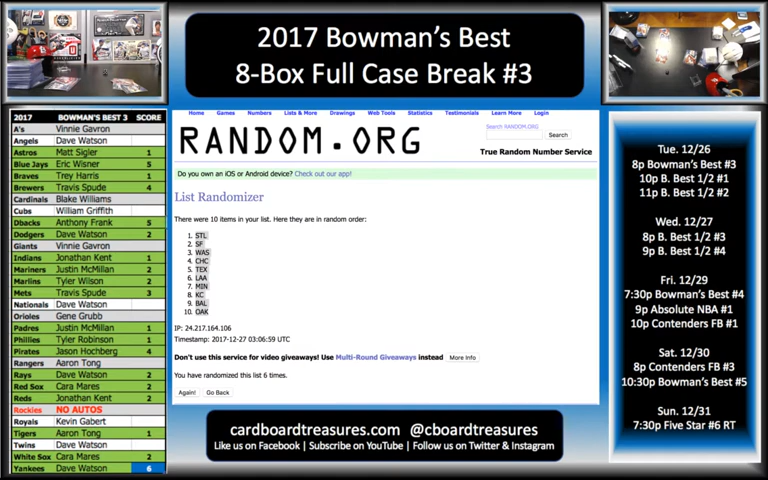 2017 Bowman's Best
8-Box Full Case Break #3
2017 BOWMAN'S BEST 3 SCORE
A's Vinnie Gavron
Angels Dave Watson
Astros Matt Sigler 1
Blue Jays Eric Wisner 5
Braves Trey Harris 1
Brewers Travis Spude 4
Cardinals Blake Williams
Cubs William Griffith
Dbacks Anthony Frank 5
Dodgers Dave Watson 2
Giants Vinnie Gavron
Indians Jonathan Kent 1
Mariners Justin McMillan 2
Marlins Tyler Wilson 2
Mets Travis Spude 3
Nationals Dave Watson
Orioles Gene Grubb
Padres Justin McMillan 1
Phillies Tyler Robinson 1
Pirates Jason Hochberg 4
Rangers Aaron Tong
Rays Dave Watson 2
Red Sox Cara Mares 2
Reds Jonathan Kent 2
Rockies NO AUTOS
Royals Kevin Gabert
Tigers Aaron Tong 1
Twins Dave Watson
White Sox Cara Mares 2
Yankees Dave Watson 6
Home Games Numbers Lists & More Drawings Web Tools Statistics Testimonials Learn More Login
Search RANDOM.ORG
Search
RANDOM.ORG
True Random Number Service
Do you own an iOS or Android device? Check out our app!
List Randomizer
There were 10 items in your list. Here they are in random order:
1. STL
2. SF
3. WAS
4. CHC
5. TEX
6. LAA
7. MIN
8. KC
9. BAL
10. OAK
IP: 24.217.164.106
Timestamp: 2017-12-27 03:06:59 UTC
Don't use this service for video giveaways! Use Multi-Round Giveaways instead More Info
You have randomized this list 6 times.
Again! Go Back
cardboardtreasures.com @cboardtreasures
Like us on Facebook | Subscribe on YouTube | Follow us on Twitter & Instagram
Tue. 12/26
8p Bowman's Best #3
10p B. Best 1/2 #1
11p B. Best 1/2 #2
Wed. 12/27
8p B. Best 1/2 #3
9p B. Best 1/2 #4
Fri. 12/29
7:30p Bowman's Best #4
9p Absolute NBA #1
10p Contenders FB #1
Sat. 12/30
8p Contenders FB #3
10:30p Bowman's Best #5
Sun. 12/31
7:30p Five Star #6 RT